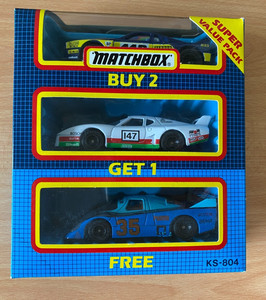 MATCHBOX
SUPER
VALUE PACK
BUY 2
147
GET 1
35
FREE
KS-804